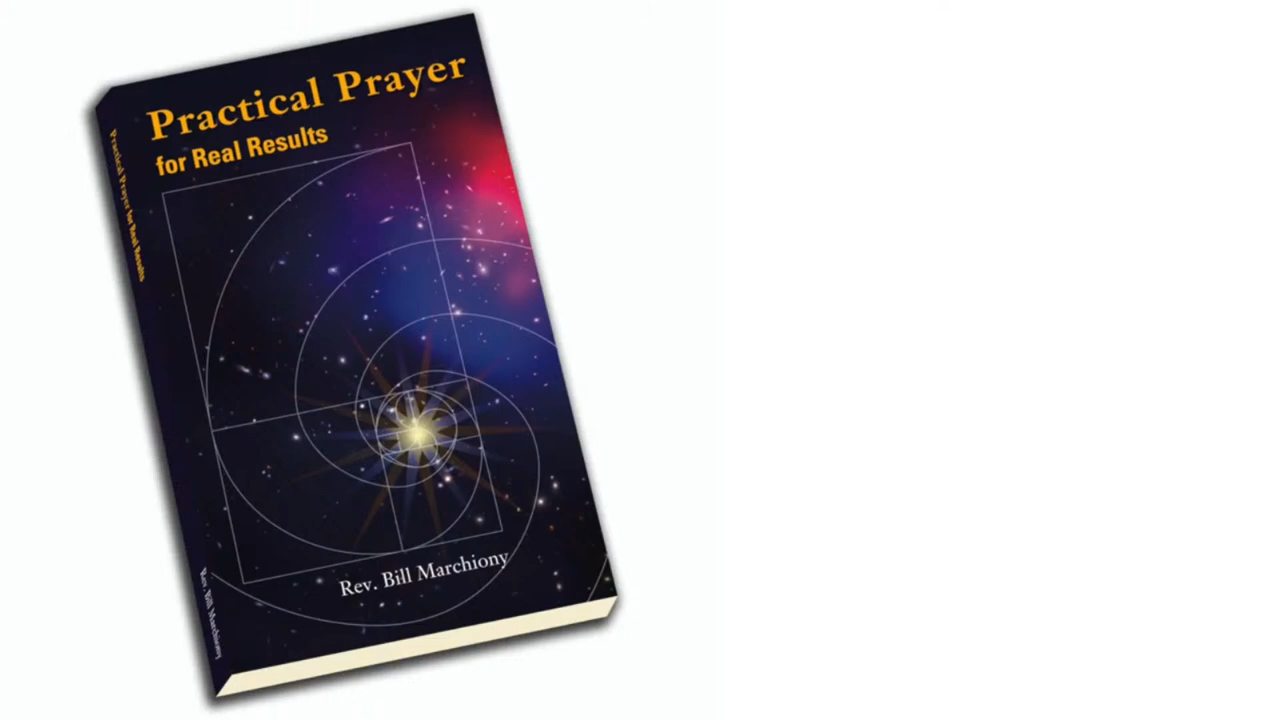 Practical Prayer
for Real Results
Rev. Bill Marchiony
Practical Prayer for Real Results
Rev. Bill Marchiony